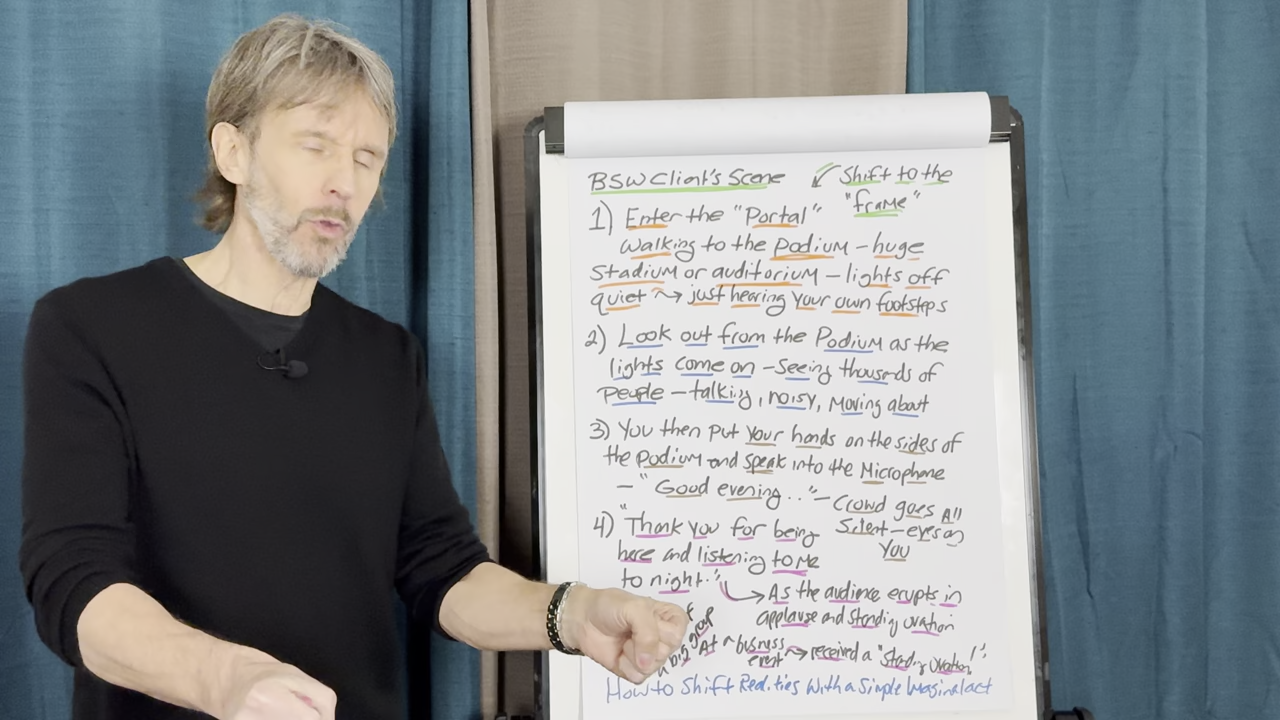 BSW Client's Scene
Shift to the
"frame"
1) Enter the "Portal"
Walking to the podium - huge
Stadium or auditorium - lights off
quiet → just hearing your own footsteps
2) Look out from the Podium as the
lights come on - Seeing thousands of
people - talking, noisy, moving about
3) You then put your hands on the sides of
the podium and speak into the Microphone
- "Good evening.." - Crowd goes All
Silent - eyes on
You
4) "Thank you for being
here and listening to me
to night."
As the audience erupts in
applause and standing ovation
At a business → received a "standing ovation!"
event
a big
How to Shift Realities With a Simple Imaginal act